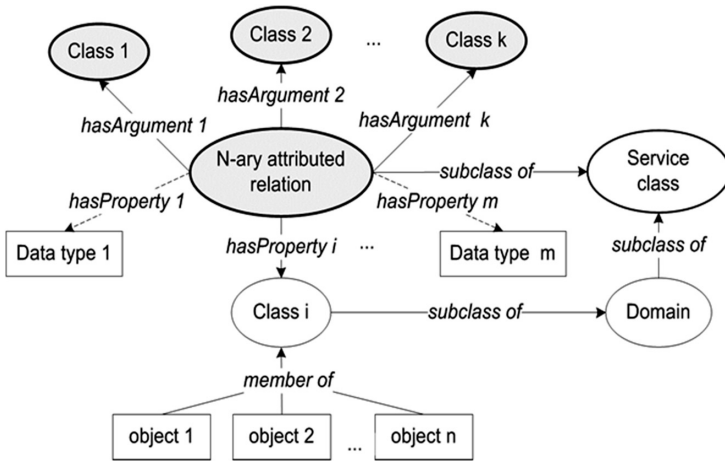 Class 1
Class 2
...
Class k
hasArgument 1
hasArgument 2
hasArgument k
N-ary attributed
relation
subclass of
Service
class
hasProperty 1
hasProperty m
Data type 1
hasProperty i
...
Data type m
subclass of
Class i
subclass of
Domain
member of
object 1
object 2
...
object n